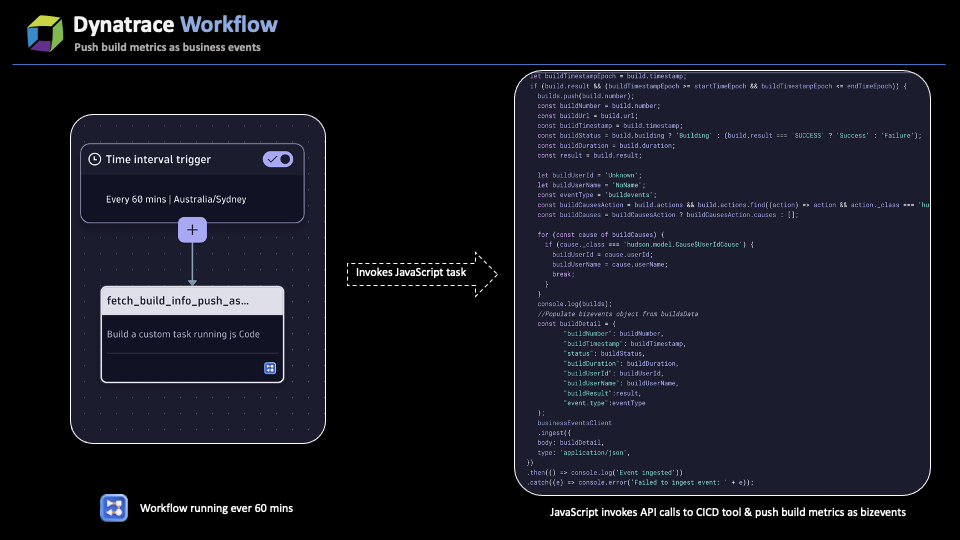 Dynatrace Workflow
Push build metrics as business events
Time interval trigger
Every 60 mins | Australia/Sydney
+
fetch_build_info_push_as...
Build a custom task running js Code
Workflow running ever 60 mins
Invokes JavaScript task
let buildTimestampEpoch = build.timestamp;
if (build.result && (buildTimestampEpoch >= startTimeEpoch && buildTimestampEpoch <= endTimeEpoch)) {
builds.push(build.number);
const buildNumber = build.number;
const buildUrl = build.url;
const buildTimestamp = build.timestamp;
const buildStatus = build.building ? 'Building' : (build.result === 'SUCCESS' ? 'Success' : 'Failure');
const buildDuration = build.duration;
const result = build.result;
let buildUserId = 'Unknown';
let buildUserName = 'NoName';
const eventType = 'buildevents';
const buildCausesAction = build.actions && build.actions.find((action) => action && action._class === 'hu
const buildCauses = buildCausesAction ? buildCausesAction.causes : [];
for (const cause of buildCauses) {
if (cause._class === 'hudson.model.Cause$UserIdCause') {
buildUserId = cause.userId;
buildUserName = cause.userName;
break;
}
}
console.log(builds);
//Populate bizevents object from buildsData
const buildDetail = {
"buildNumber": buildNumber,
"buildTimestamp": buildTimestamp,
"status": buildStatus,
"buildDuration": buildDuration,
"buildUserId": buildUserId,
"buildUserName": buildUserName,
"buildResult":result,
"event.type":eventType
};
businessEventsClient
.ingest({
body: buildDetail,
type: 'application/json',
})
.then(() => console.log('Event ingested'))
.catch((e) => console.error('Failed to ingest event: ' + e));
JavaScript invokes API calls to CICD tool & push build metrics as bizevents